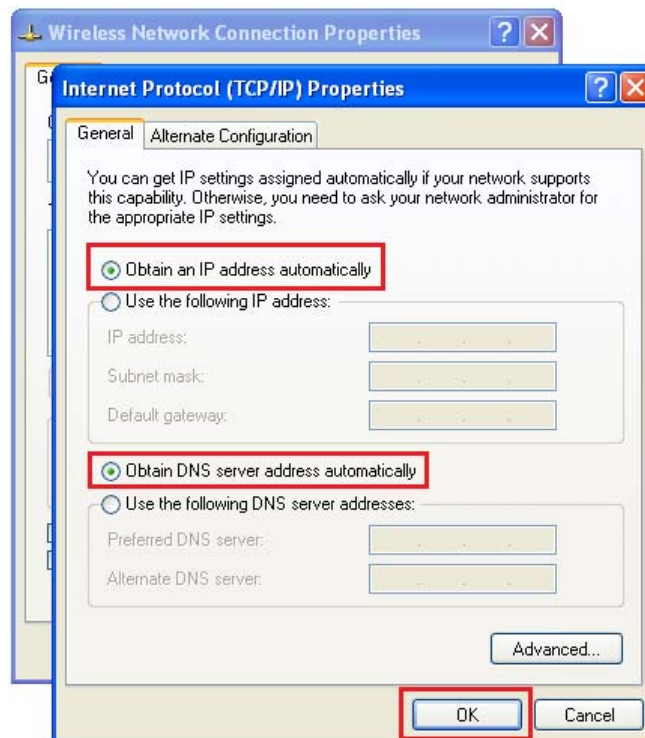 Wireless Network Connection Properties
Internet Protocol (TCP/IP) Properties
General
Alternate Configuration
You can get IP settings assigned automatically if your network supports
this capability. Otherwise, you need to ask your network administrator for
the appropriate IP settings.
Obtain an IP address automatically
Use the following IP address:
IP address:
Subnet mask:
Default gateway:
Obtain DNS server address automatically
Use the following DNS server addresses:
Preferred DNS server:
Alternate DNS server:
Advanced...
OK
Cancel